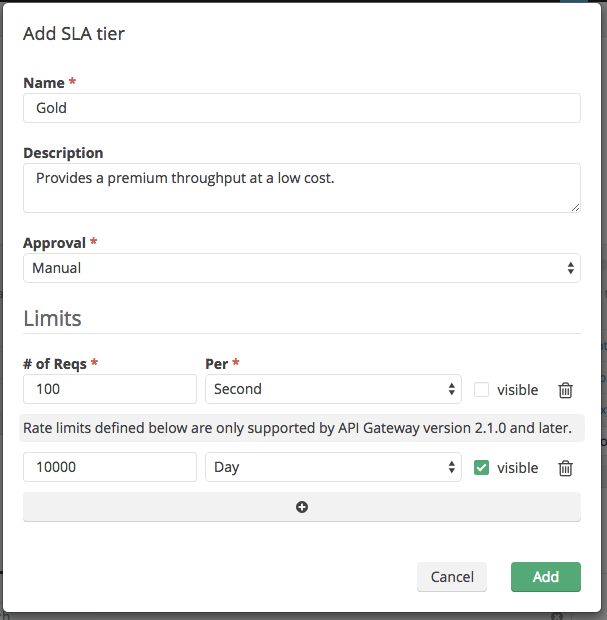 Add SLA tier
Name *
Gold
Description
Provides a premium throughput at a low cost.
Approval *
Manual
Limits
# of Reqs * Per *
100 Second visible
Rate limits defined below are only supported by API Gateway version 2.1.0 and later.
10000 Day visible
Cancel Add